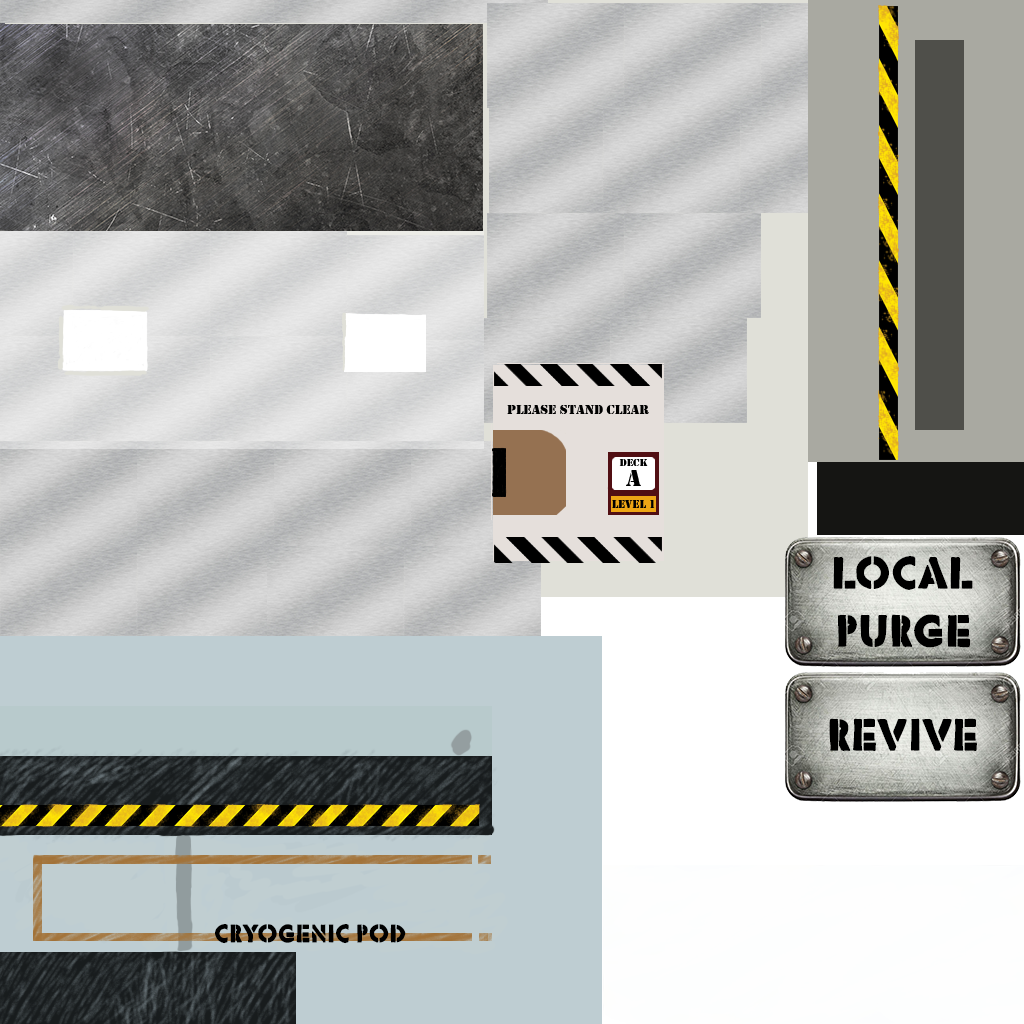 PLEASE STAND CLEAR
DECK
A
LEVEL 1
LOCAL
PURGE
REVIVE
CRYOGENIC POD